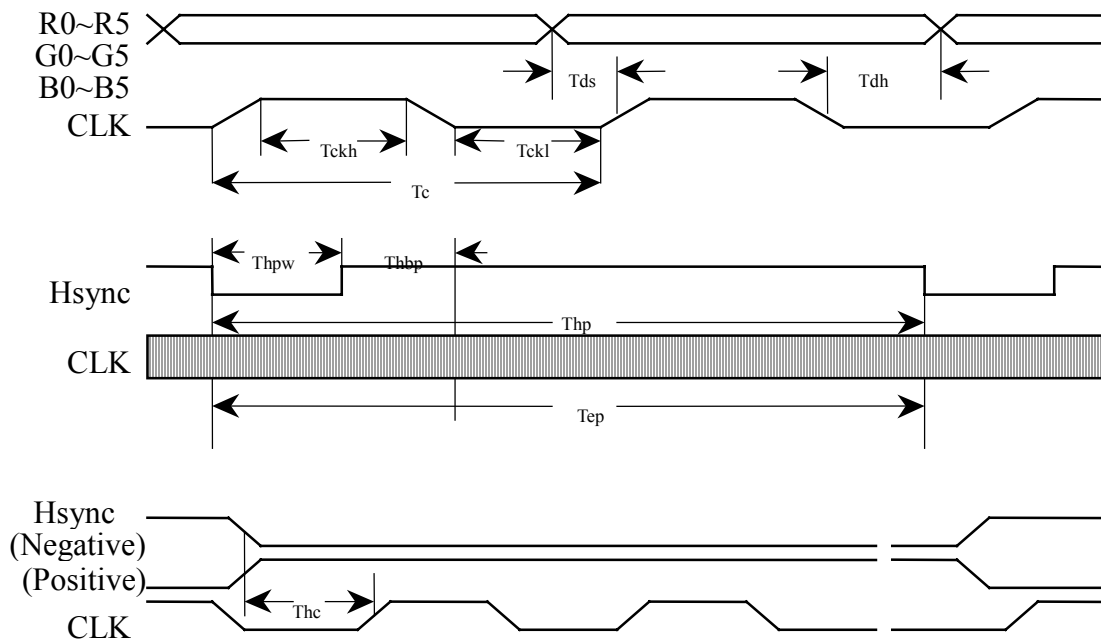 R0~R5
G0~G5
B0~B5
CLK
Tds
Tdh
Tckh
Tckl
Tc
Thpw
Thbp
Hsync
Thp
CLK
Tep
Hsync
(Negative)
(Positive)
Thc
CLK